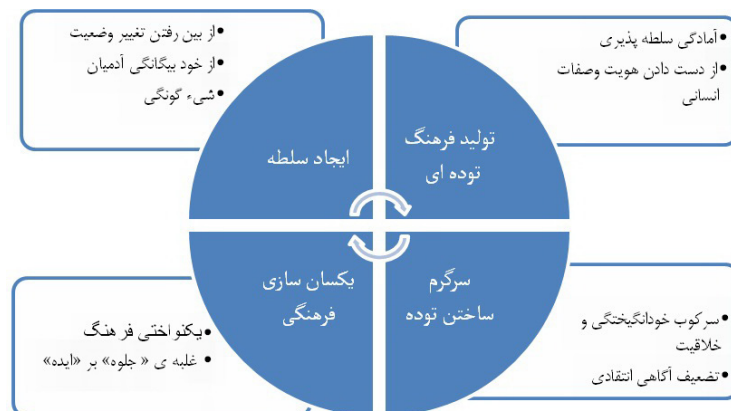 • آمادگی سلطه پذیری
• از دست دادن هویت وصفات
انسانی
تولید فرهنگ
توده ای
• از بین رفتن تغییر وضعیت
• از خود بیگانگی آدمیان
• شیء گونگی
ایجاد سلطه
سرگرم
ساختن توده
• سرکوب خودانگیختگی و
خلاقیت
• تضعیف آگاهی انتقادی
یکسان سازی
فرهنگی
• یکنواختی فرهنگ
• غلبه ی « جلوه» بر «ایده»